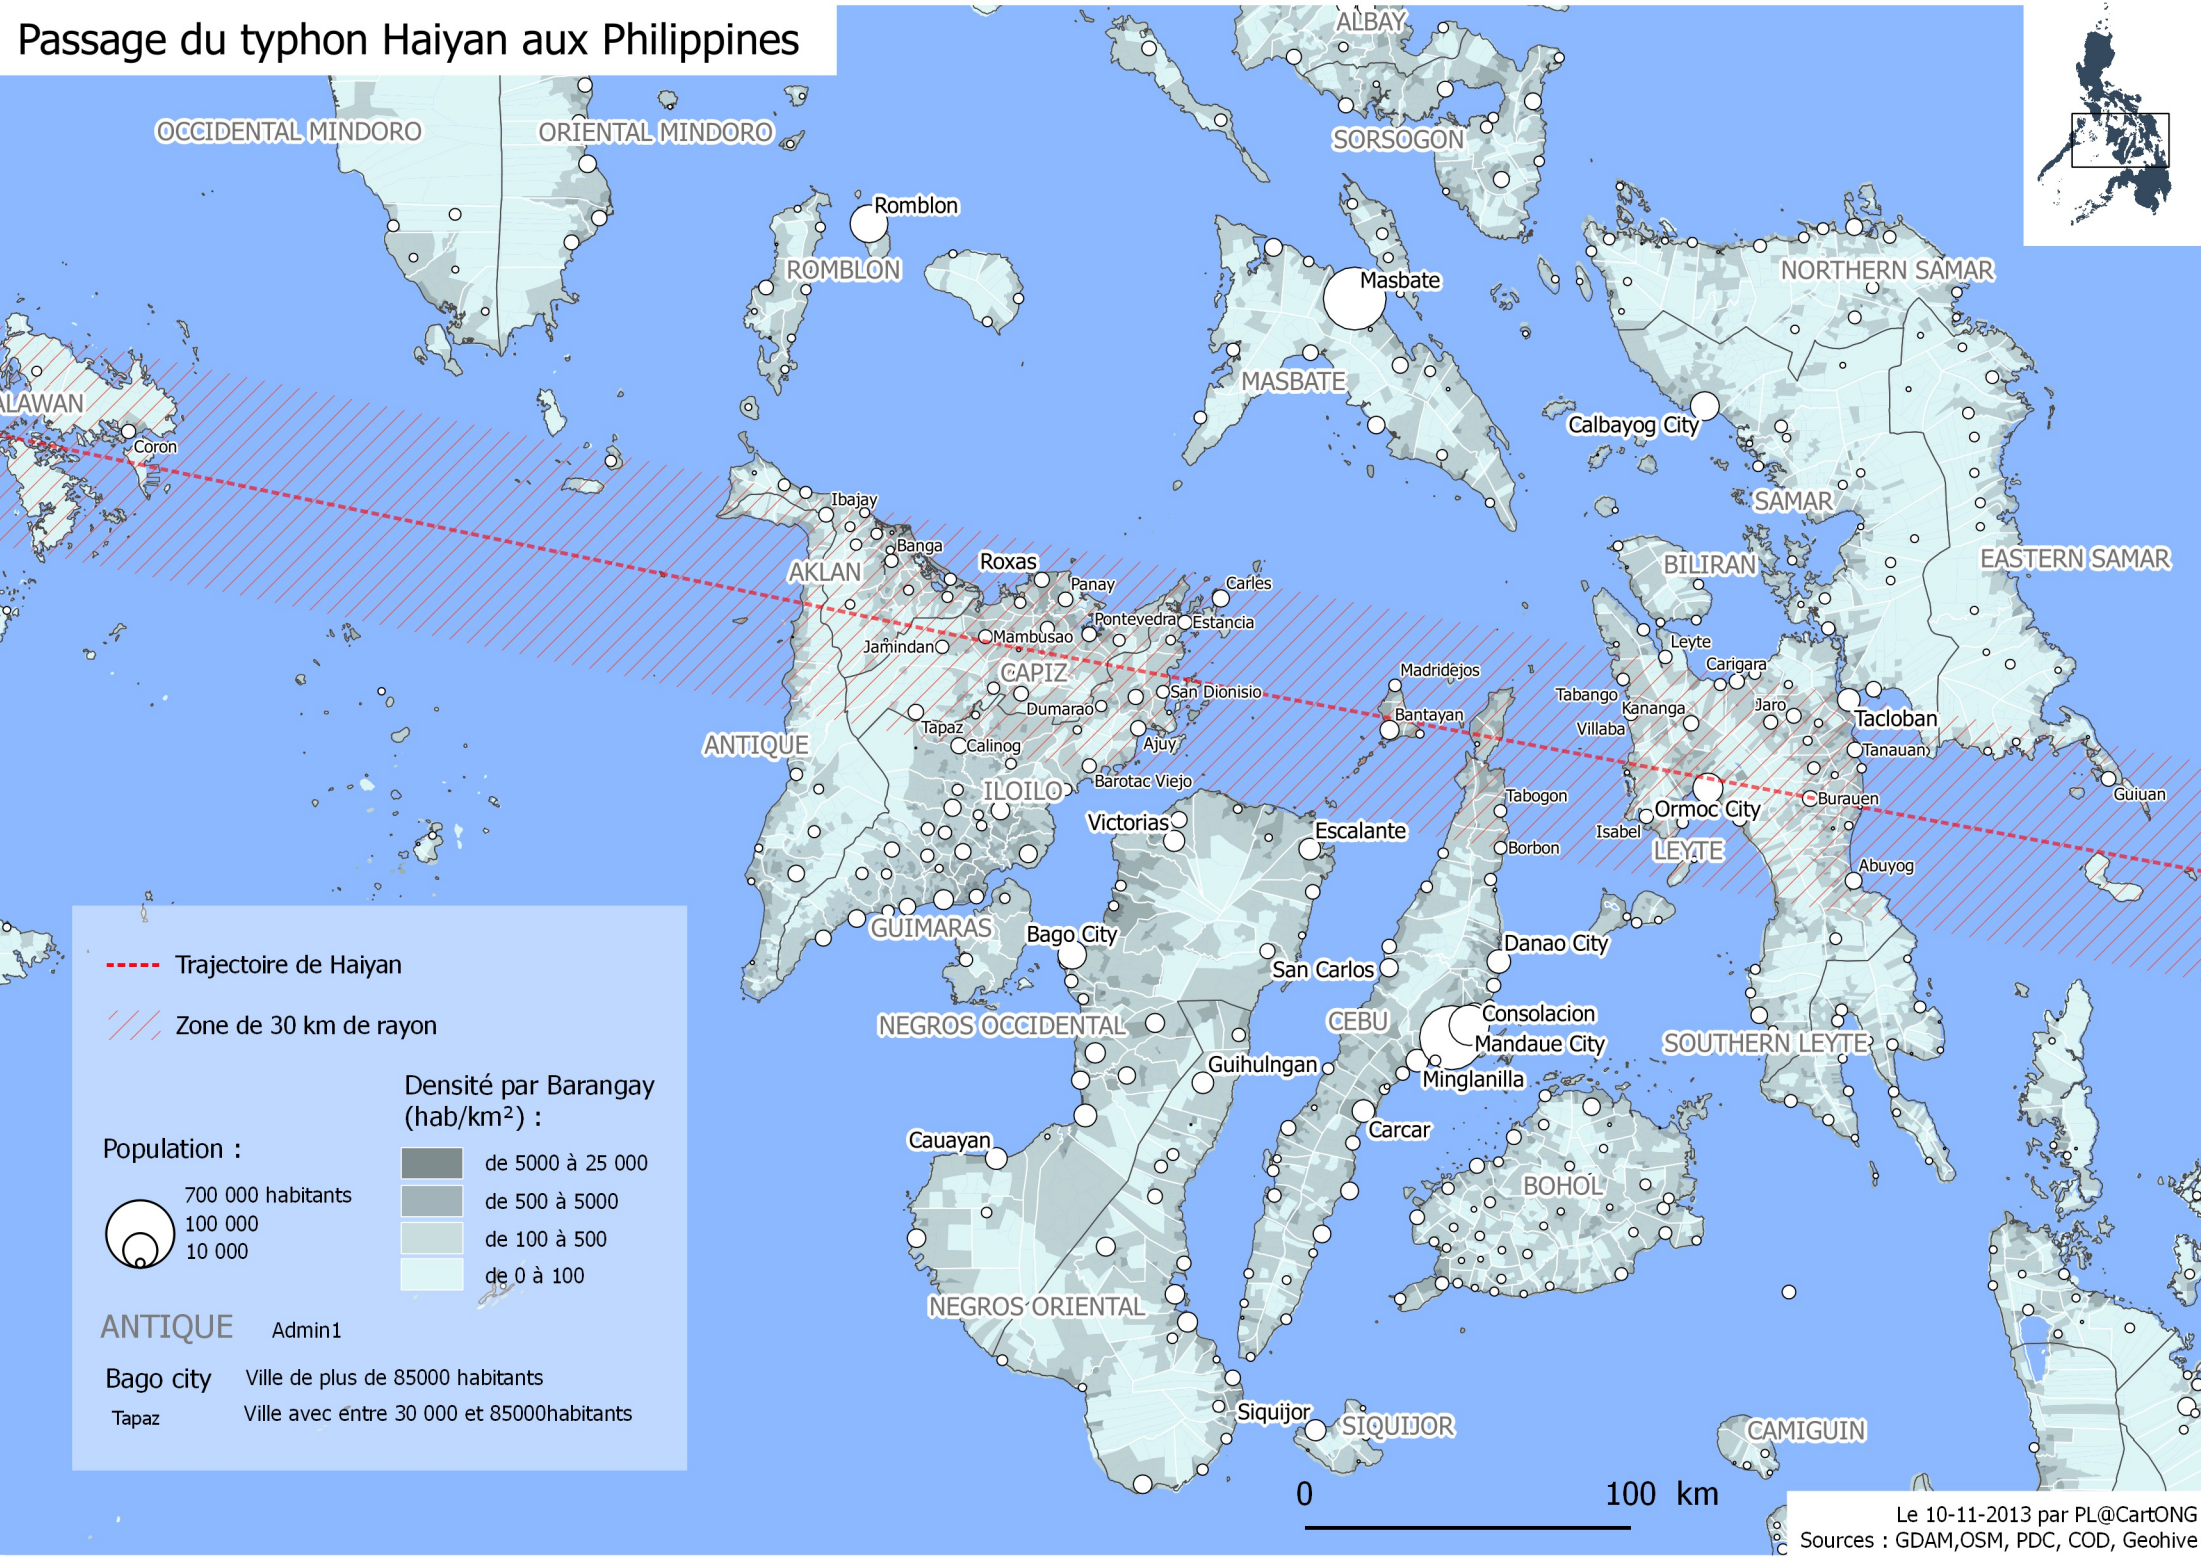 Passage du typhon Haiyan aux Philippines
ALBAY
OCCIDENTAL MINDORO
ORIENTAL MINDORO
SORSOGON
Romblon
ROMBLON
Masbate
NORTHERN SAMAR
MASBATE
ALAWAN
Coron
Calbayog City
Ibajay
SAMAR
Banga
Roxas
AKLAN
Panay
Carles
BILIRAN
EASTERN SAMAR
Pontevedra
Estancia
Mambusao
Jamindan
Leyte
CAPIZ
Madridejos
Carigara
San Dionisio
Tabango
Dumarao
Kananga
Jaro
Bantayan
Tacloban
Tapaz
Villaba
ANTIQUE
Calinog
Ajuy
Tanauan
Barotac Viejo
ILOILO
Tabogon
Guiuan
Burauen
Ormoc City
Victorias
Escalante
Isabel
Borbon
LEYTE
Abuyog
GUIMARAS
Bago City
Danao City
San Carlos
Consolacion
NEGROS OCCIDENTAL
CEBU
Mandaue City
SOUTHERN LEYTE
Guihulngan
Minglanilla
Carcar
Cauayan
BOHOL
NEGROS ORIENTAL
Siquijor
SIQUIJOR
CAMIGUIN
Trajectoire de Haiyan
Zone de 30 km de rayon
Densité par Barangay
(hab/km²) :
de 5000 à 25 000
de 500 à 5000
de 100 à 500
de 0 à 100
Population :
700 000 habitants
100 000
10 000
ANTIQUE Admin1
Bago city Ville de plus de 85000 habitants
Tapaz Ville avec entre 30 000 et 85000habitants
0 100 km
Le 10-11-2013 par PL@CartONG
Sources : GDAM,OSM, PDC, COD, Geohive